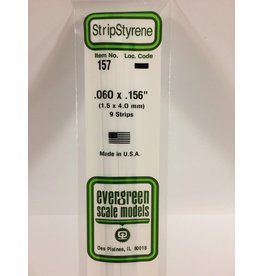 StripStyrene
Item No. Loc. Code
157
.060 x .156"
(1.5 x 4.0 mm)
9 Strips
Made in U.S.A.
evergreen
scale models
Des Plaines, IL 60018